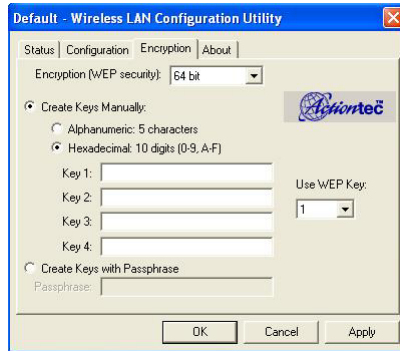 Default - Wireless LAN Configuration Utility
Status Configuration Encryption About
Encryption (WEP security): 64 bit
Create Keys Manually:
Actiontec
Alphanumeric: 5 characters
Hexadecimal: 10 digits (0-9, A-F)
Key 1:
Use WEP Key:
Key 2:
1
Key 3:
Key 4:
Create Keys with Passphrase
Passphrase:
OK Cancel Apply